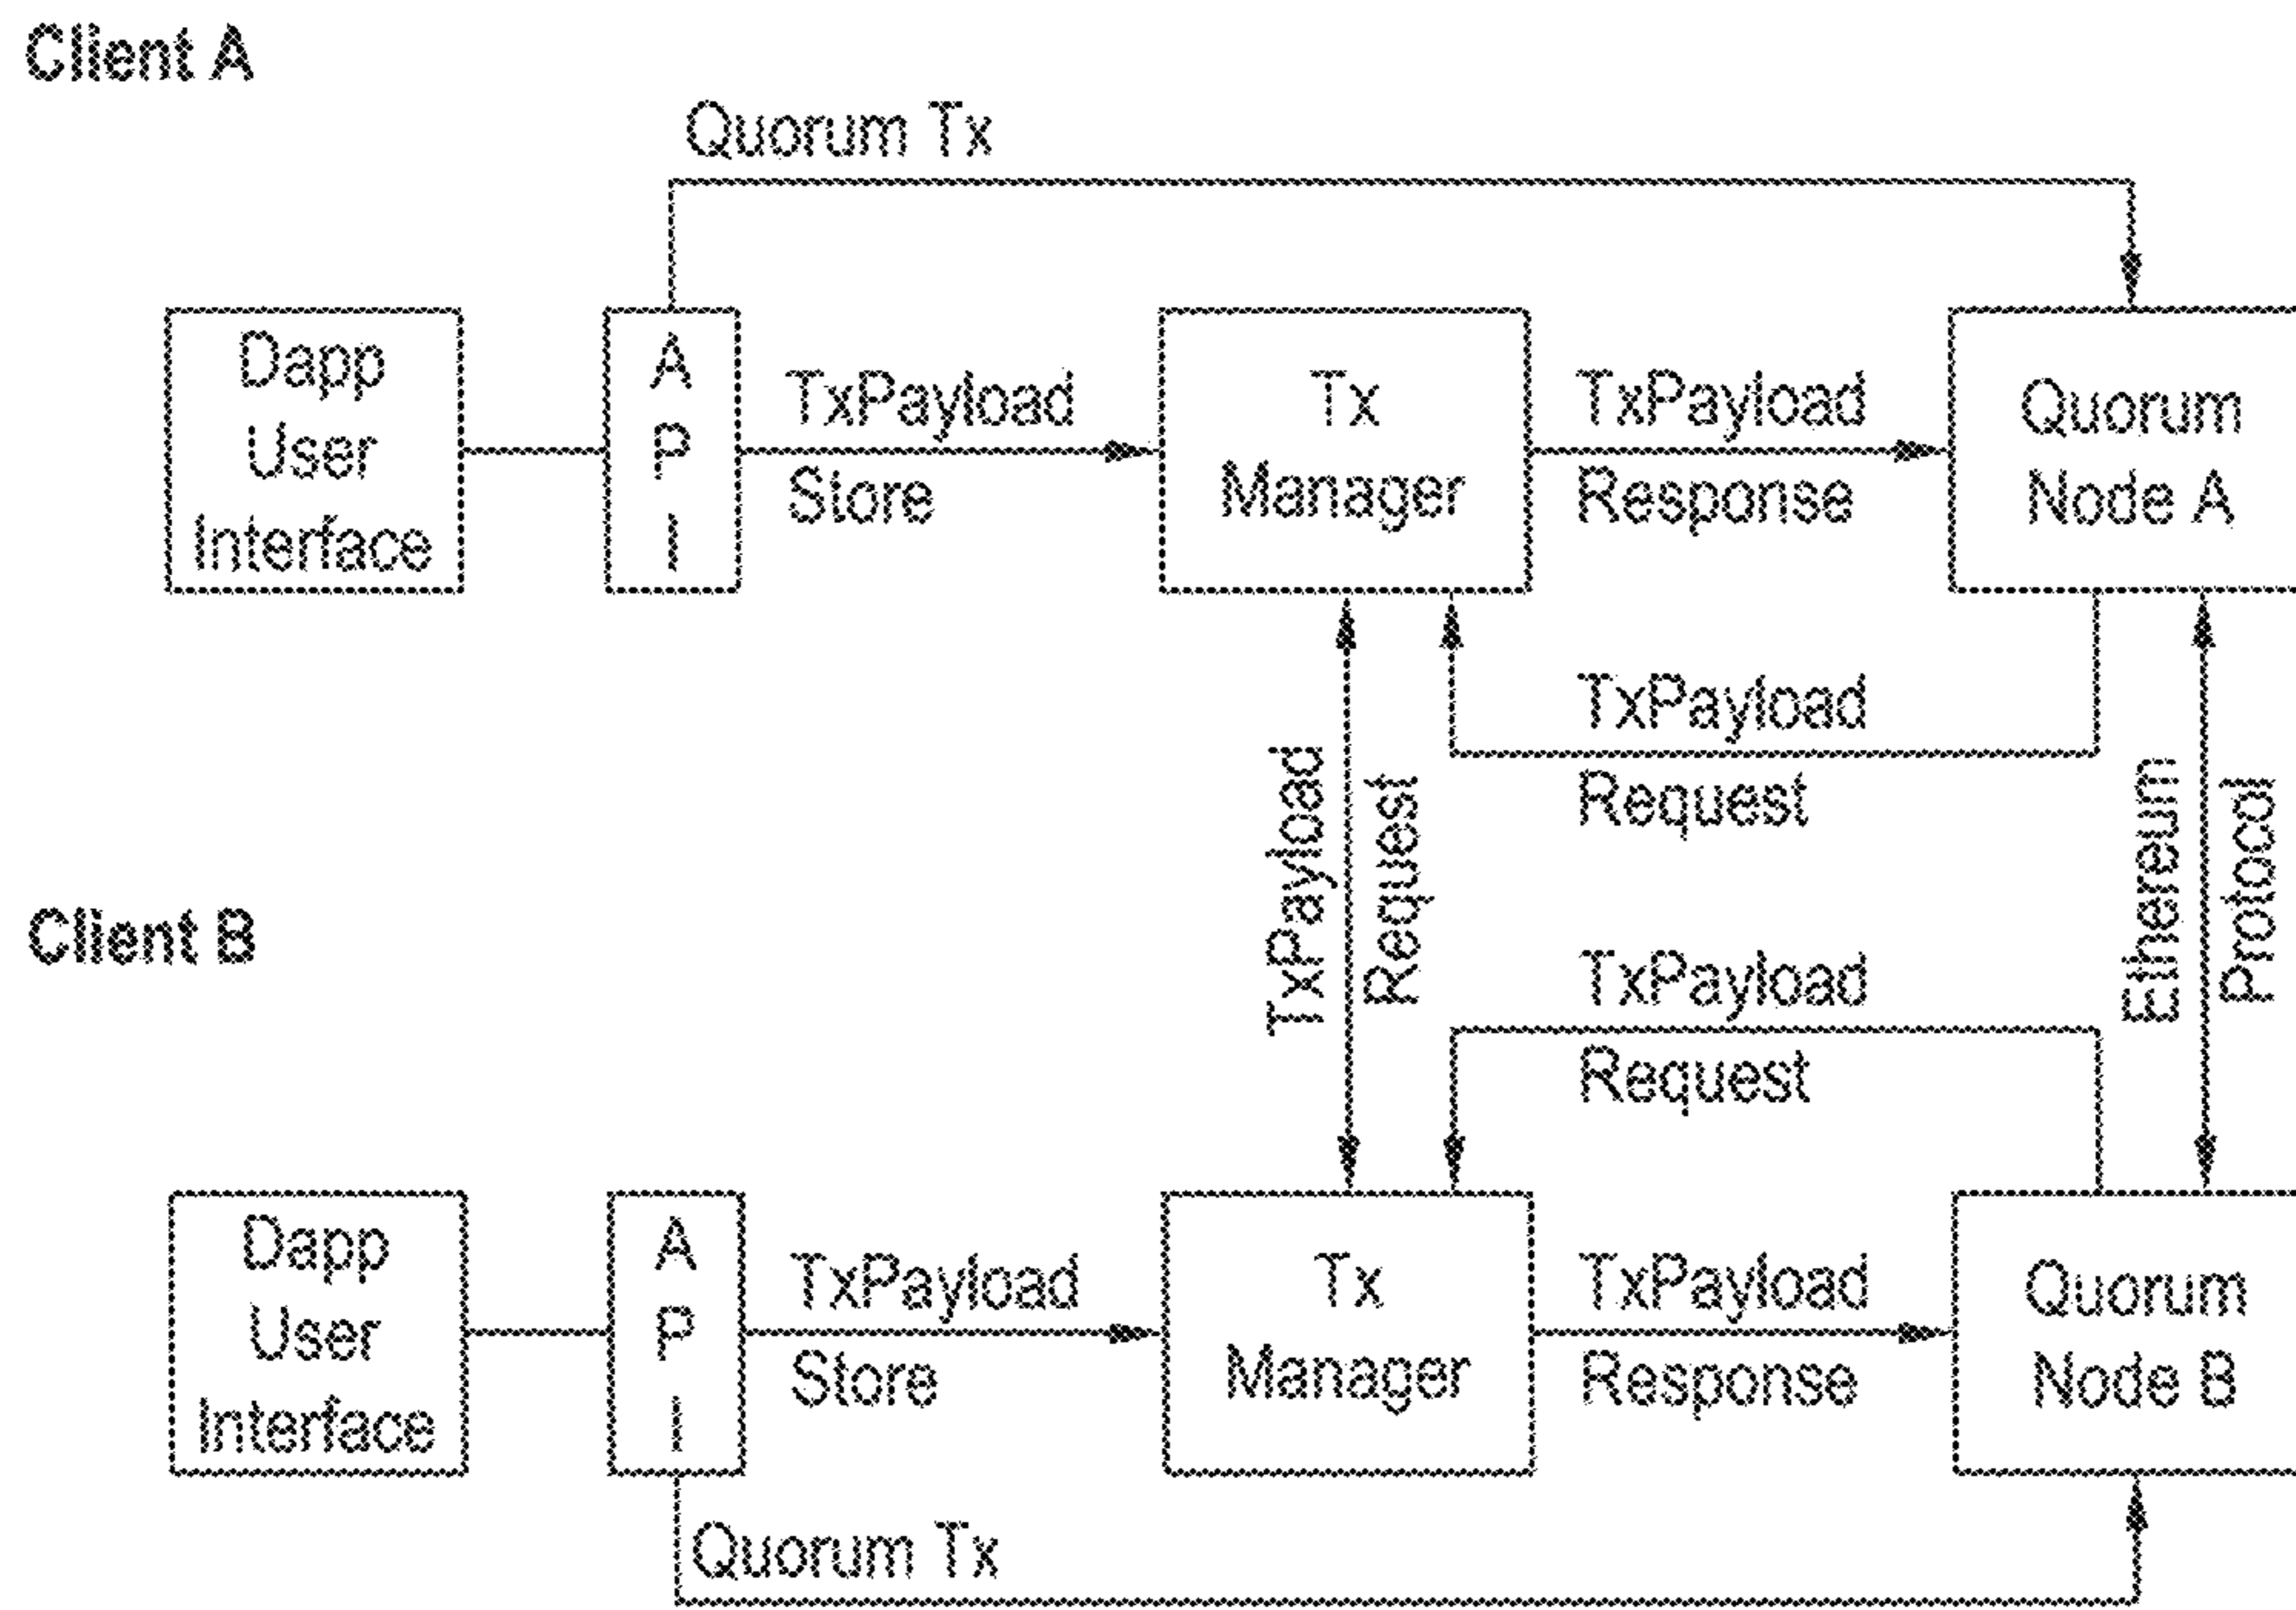 Client A
Quorum Tx
Dapp
User
Interface
A
P
I
TxPayload
Store
Tx
Manager
TxPayload
Response
Quorum
Node A
TxPayload
Request
TxPayload
Request
Ethereum
Protocol
Client B
TxPayload
Request
Dapp
User
Interface
A
P
I
TxPayload
Store
Tx
Manager
TxPayload
Response
Quorum
Node B
Quorum Tx